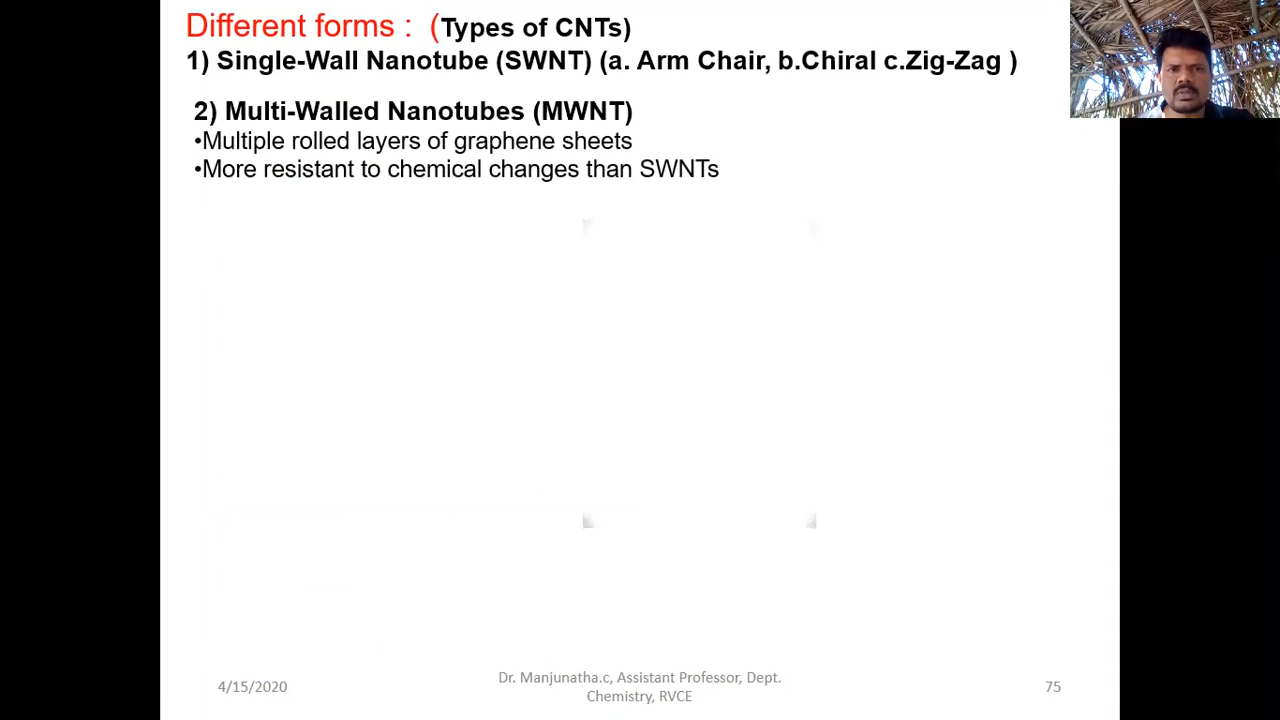 Different forms : (Types of CNTs)
1) Single-Wall Nanotube (SWNT) (a. Arm Chair, b.Chiral c.Zig-Zag )
2) Multi-Walled Nanotubes (MWNT)
•Multiple rolled layers of graphene sheets
•More resistant to chemical changes than SWNTs
4/15/2020
Dr. Manjunatha.c, Assistant Professor, Dept.
Chemistry, RVCE
75